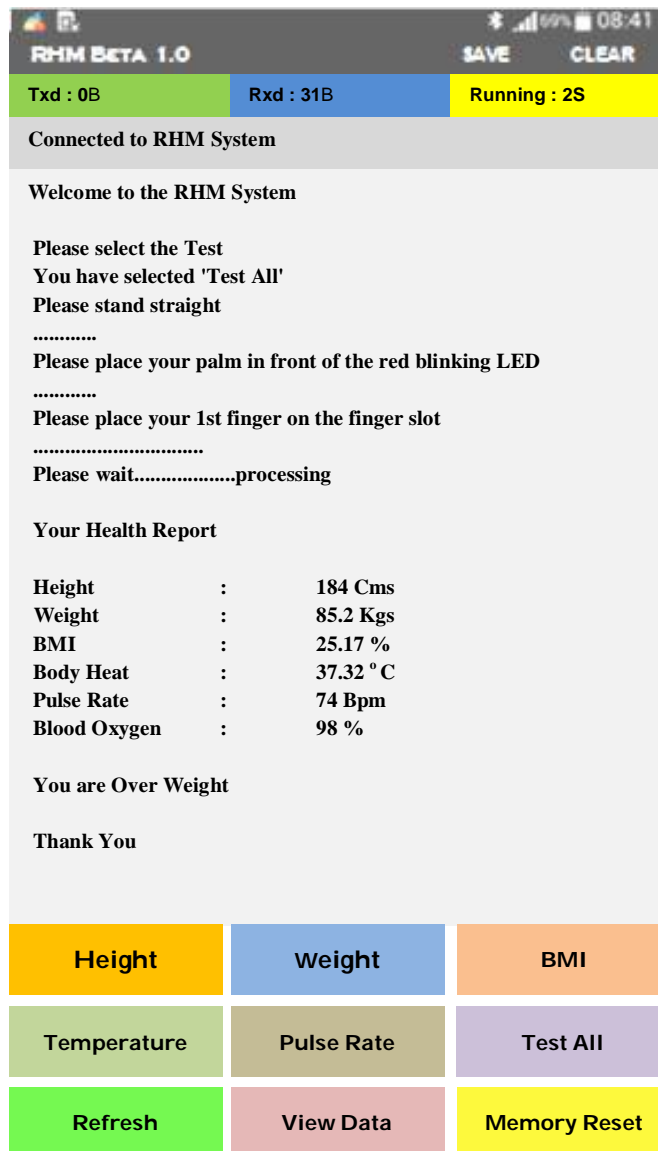 69% 08:41
RHM BETA 1.0 SAVE CLEAR
Txd : 0B Rxd : 31B Running : 2S
Connected to RHM System
Welcome to the RHM System
Please select the Test
You have selected 'Test All'
Please stand straight
............
Please place your palm in front of the red blinking LED
............
Please place your 1st finger on the finger slot
................................
Please wait...................processing
Your Health Report
Height : 184 Cms
Weight : 85.2 Kgs
BMI : 25.17 %
Body Heat : 37.32 °C
Pulse Rate : 74 Bpm
Blood Oxygen : 98 %
You are Over Weight
Thank You
Height Weight BMI
Temperature Pulse Rate Test All
Refresh View Data Memory Reset